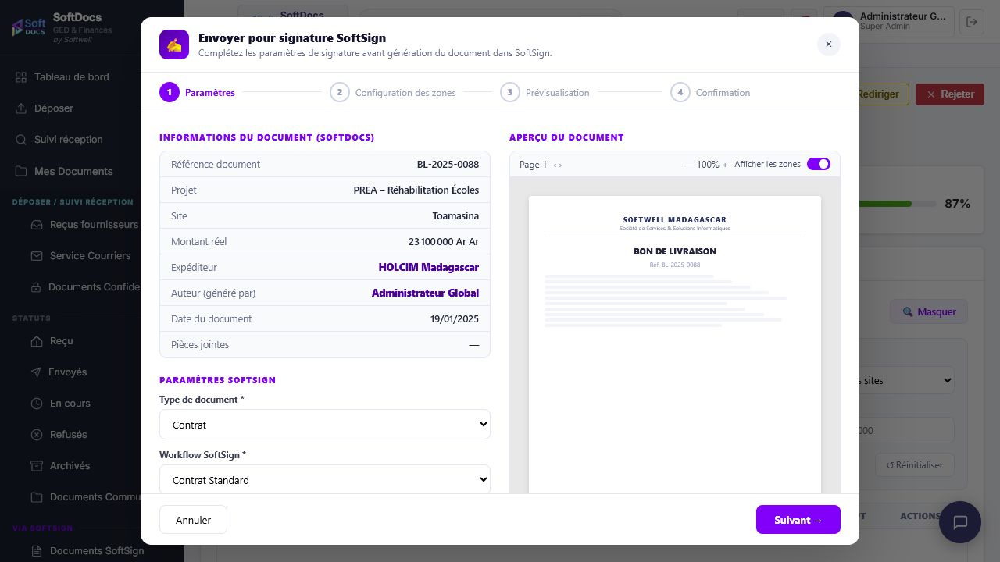 Soft
DOCS
SoftDocs
GED & Finances
by Softwell
Tableau de bord
Déposer
Suivi réception
Mes Documents
DÉPOSER / SUIVI RÉCEPTION
Reçus fournisseurs
Service Courriers
Documents Confide
STATUTS
Reçu
Envoyés
En cours
Refusés
Archivés
Documents Commu
VIA SOFTSIGN
Documents SoftSign
SoftDocs
Administrateur G...
Super Admin
Rediriger
Rejeter
87%
Masquer
s sites
000
Réinitialiser
ACTIONS
Envoyer pour signature SoftSign
Complétez les paramètres de signature avant génération du document dans SoftSign.
×
1 Paramètres
2 Configuration des zones
3 Prévisualisation
4 Confirmation
INFORMATIONS DU DOCUMENT (SOFTDOCS)
Référence document BL-2025-0088
Projet PREA – Réhabilitation Écoles
Site Toamasina
Montant réel 23 100 000 Ar Ar
Expéditeur HOLCIM Madagascar
Auteur (généré par) Administrateur Global
Date du document 19/01/2025
Pièces jointes —
PARAMÈTRES SOFTSIGN
Type de document *
Contrat
Workflow SoftSign *
Contrat Standard
APERÇU DU DOCUMENT
Page 1 ‹ › — 100% + Afficher les zones
SOFTWELL MADAGASCAR
Société de Services & Solutions Informatiques
BON DE LIVRAISON
Réf. BL-2025-0088
Annuler
Suivant →